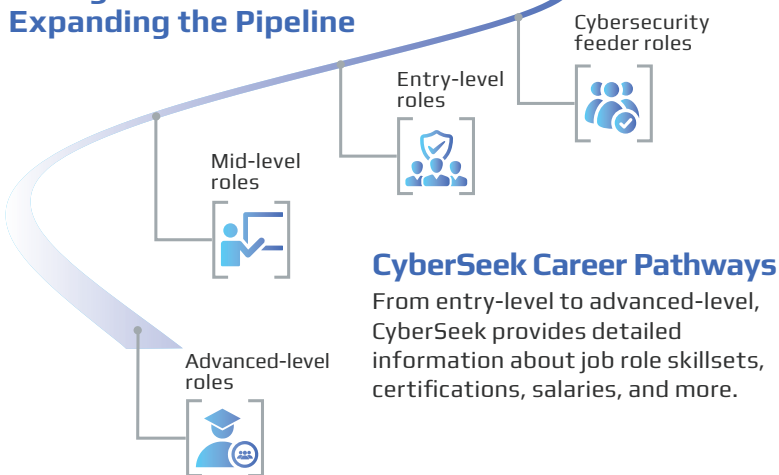 Expanding the Pipeline
Cybersecurity
feeder roles
Entry-level
roles
Mid-level
roles
CyberSeek Career Pathways
From entry-level to advanced-level,
CyberSeek provides detailed
information about job role skillsets,
certifications, salaries, and more.
Advanced-level
roles